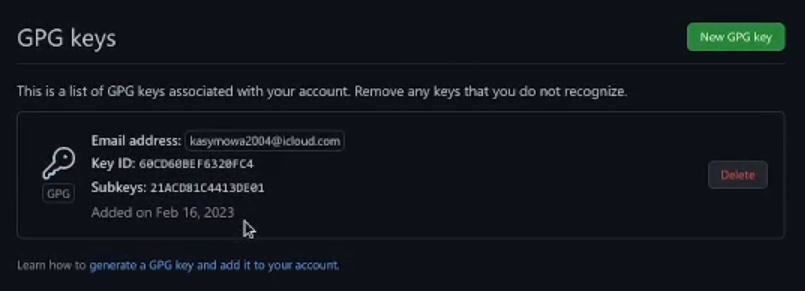 GPG keys
New GPG key
This is a list of GPG keys associated with your account. Remove any keys that you do not recognize.
Email address: kasymowa2004@icloud.com
Key ID: 60CD60BEF6320FC4
GPG
Subkeys: 21ACD81C4413DE01
Delete
Added on Feb 16, 2023
Learn how to generate a GPG key and add it to your account.